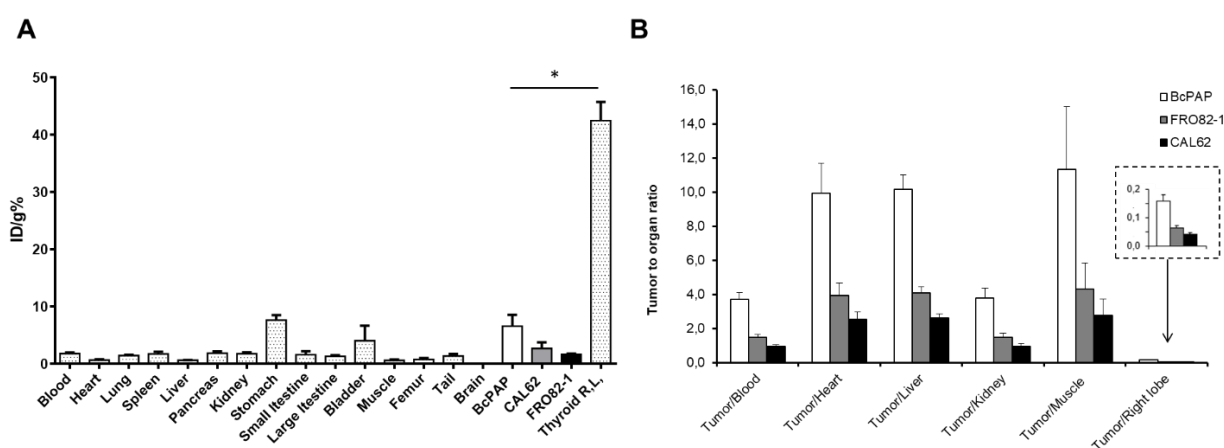 A
ID/g%
50
40
30
20
10
0
*
Blood
Heart
Lung
Spleen
Liver
Pancreas
Kidney
Stomach
Small Itestine
Large Itestine
Bladder
Muscle
Femur
Tail
Brain
BcPAP
CAL62
FRO82-1
Thyroid R.L,
B
Tumor to organ ratio
16,0
14,0
12,0
10,0
8,0
6,0
4,0
2,0
0,0
BcPAP
FRO82-1
CAL62
0,2
0,1
0,0
Tumor/Blood
Tumor/Heart
Tumor/Liver
Tumor/Kidney
Tumor/Muscle
Tumor/Right lobe